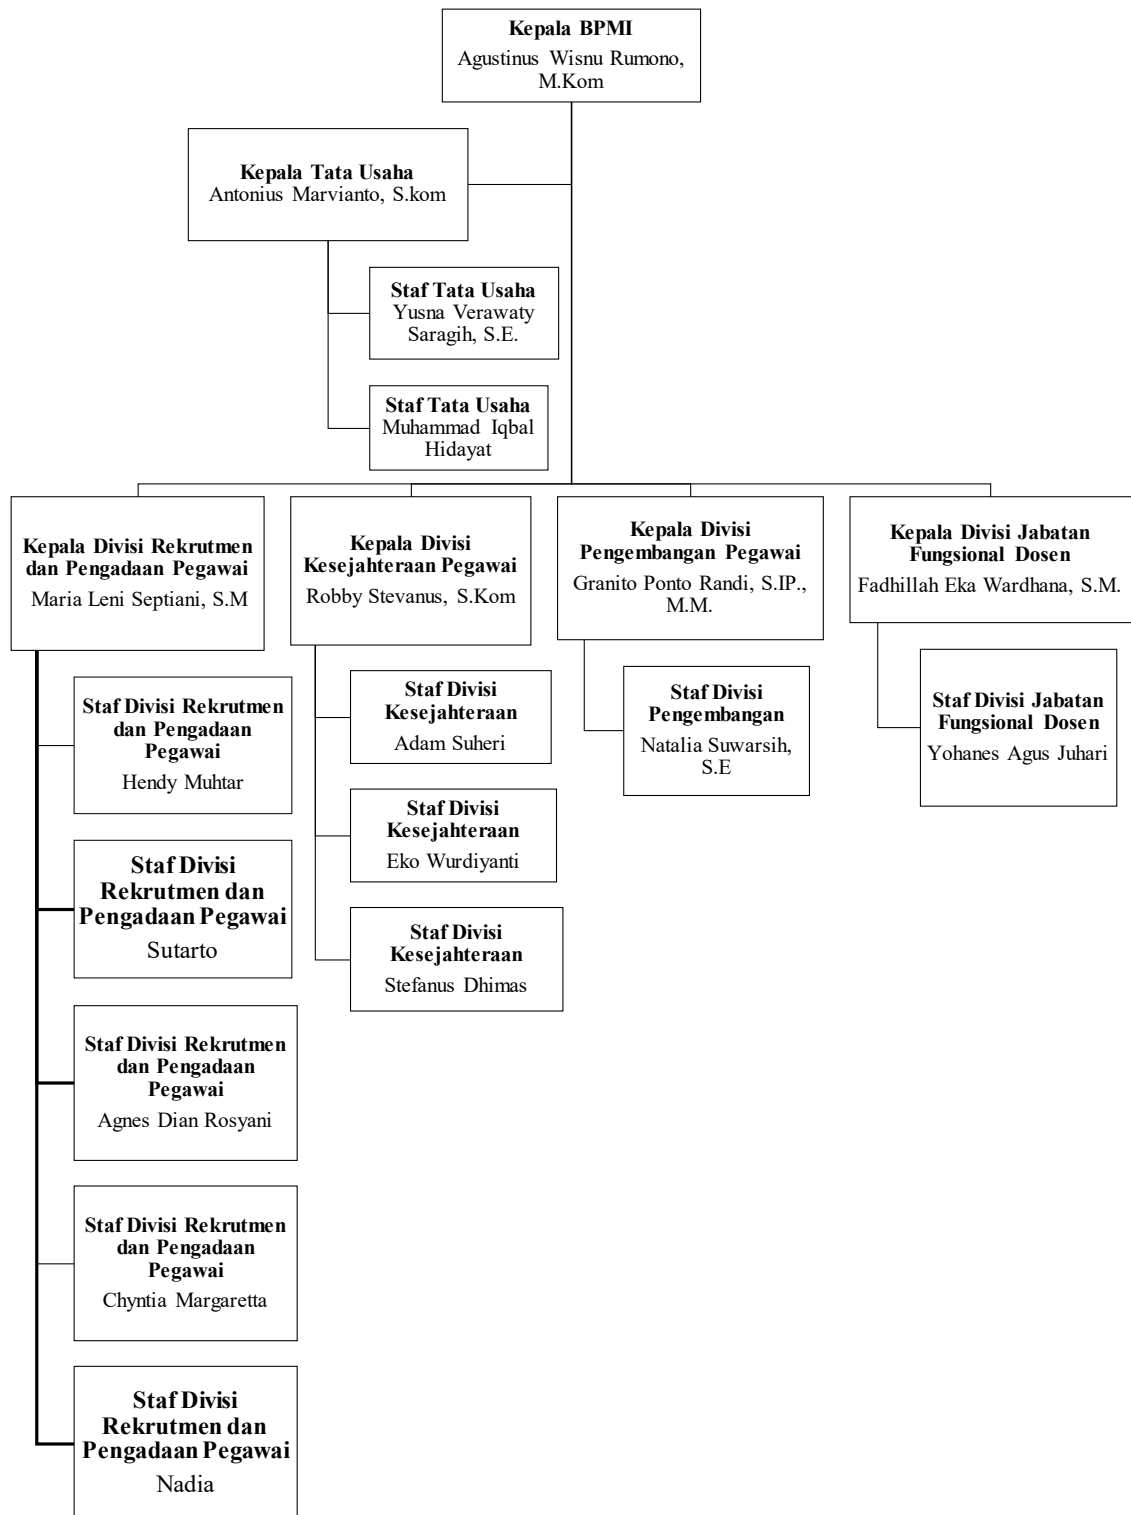 Kepala BPMI
Agustinus Wisnu Rumono,
M.Kom
Kepala Tata Usaha
Antonius Marvianto, S.kom
Staf Tata Usaha
Yusna Verawaty
Saragih, S.E.
Staf Tata Usaha
Muhammad Iqbal
Hidayat
Kepala Divisi Rekrutmen
dan Pengadaan Pegawai
Maria Leni Septiani, S.M
Kepala Divisi
Kesejahteraan Pegawai
Robby Stevanus, S.Kom
Kepala Divisi
Pengembangan Pegawai
Granito Ponto Randi, S.IP.,
M.M.
Kepala Divisi Jabatan
Fungsional Dosen
Fadhillah Eka Wardhana, S.M.
Staf Divisi Rekrutmen
dan Pengadaan
Pegawai
Hendy Muhtar
Staf Divisi
Rekrutmen dan
Pengadaan Pegawai
Sutarto
Staf Divisi Rekrutmen
dan Pengadaan
Pegawai
Agnes Dian Rosyani
Staf Divisi Rekrutmen
dan Pengadaan
Pegawai
Chyntia Margaretta
Staf Divisi
Rekrutmen dan
Pengadaan Pegawai
Nadia
Staf Divisi
Kesejahteraan
Adam Suheri
Staf Divisi
Kesejahteraan
Eko Wurdiyanti
Staf Divisi
Kesejahteraan
Stefanus Dhimas
Staf Divisi
Pengembangan
Natalia Suwarsih,
S.E
Staf Divisi Jabatan
Fungsional Dosen
Yohanes Agus Juhari